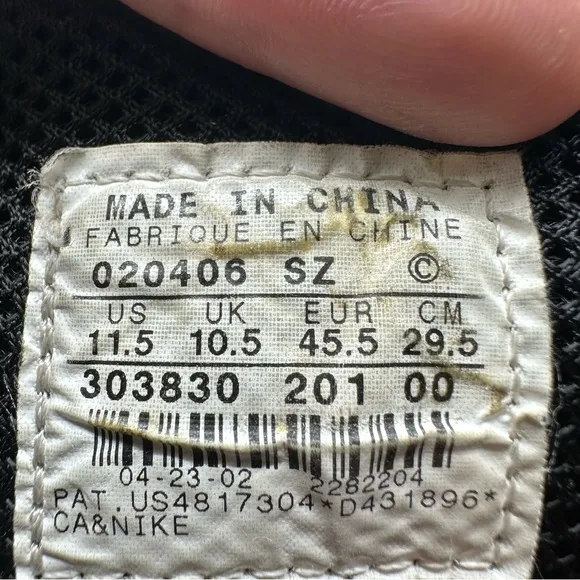 MADE IN CHINA
FABRIQUE EN CHINE
020406 SZ ©
US UK EUR CM
11.5 10.5 45.5 29.5
303830 201 00
04-23-02 2282204
PAT. US4817304*D431896*
CA&NIKE